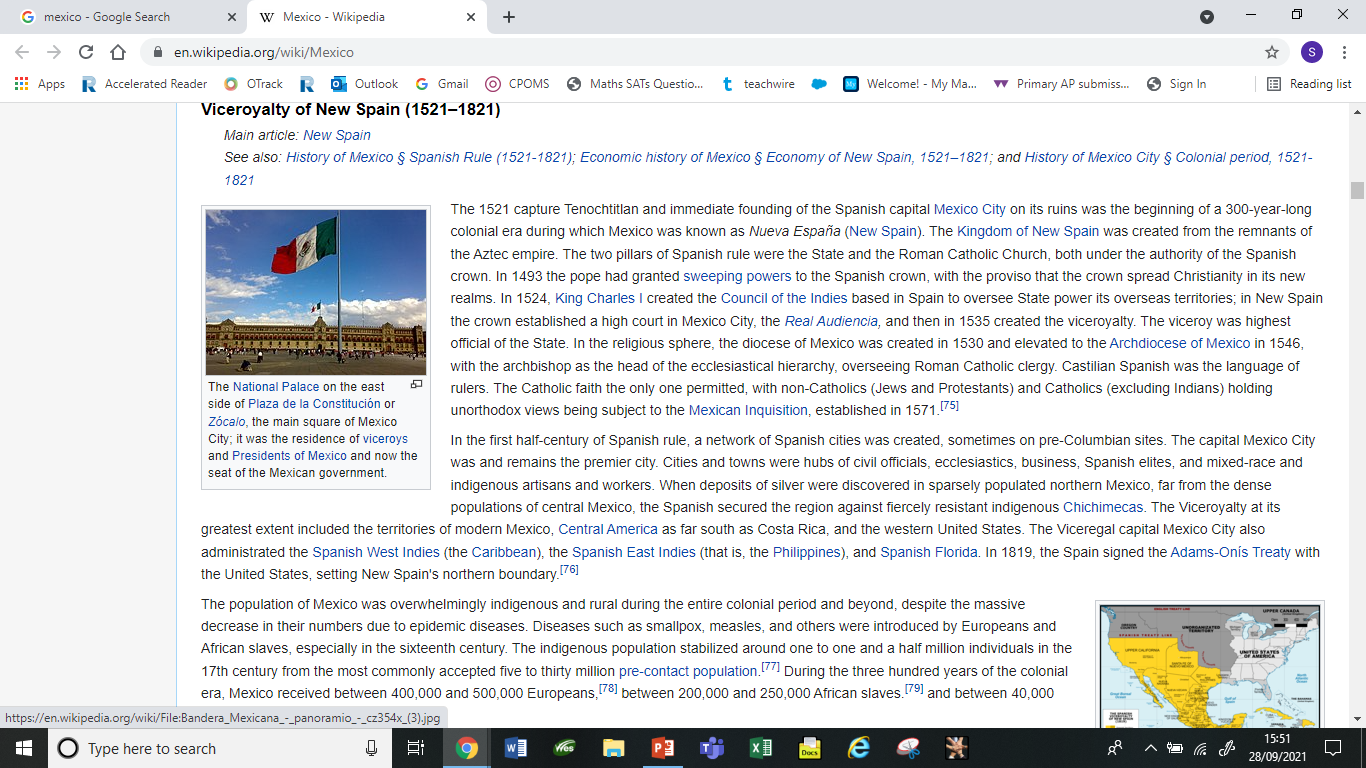 mexico - Google Search
Mexico - Wikipedia
en.wikipedia.org/wiki/Mexico
S
Apps
Accelerated Reader
OTrack
Outlook
Gmail
CPOMS
Maths SATs Questio...
teachwire
Welcome! - My Ma...
Primary AP submiss...
Sign In
Reading list
Viceroyalty of New Spain (1521–1821)
Main article: New Spain
See also: History of Mexico § Spanish Rule (1521-1821); Economic history of Mexico § Economy of New Spain, 1521–1821; and History of Mexico City § Colonial period, 1521-
1821
The 1521 capture Tenochtitlan and immediate founding of the Spanish capital Mexico City on its ruins was the beginning of a 300-year-long
colonial era during which Mexico was known as Nueva España (New Spain). The Kingdom of New Spain was created from the remnants of
the Aztec empire. The two pillars of Spanish rule were the State and the Roman Catholic Church, both under the authority of the Spanish
crown. In 1493 the pope had granted sweeping powers to the Spanish crown, with the proviso that the crown spread Christianity in its new
realms. In 1524, King Charles I created the Council of the Indies based in Spain to oversee State power its overseas territories; in New Spain
the crown established a high court in Mexico City, the Real Audiencia, and then in 1535 created the viceroyalty. The viceroy was highest
official of the State. In the religious sphere, the diocese of Mexico was created in 1530 and elevated to the Archdiocese of Mexico in 1546,
with the archbishop as the head of the ecclesiastical hierarchy, overseeing Roman Catholic clergy. Castilian Spanish was the language of
rulers. The Catholic faith the only one permitted, with non-Catholics (Jews and Protestants) and Catholics (excluding Indians) holding
unorthodox views being subject to the Mexican Inquisition, established in 1571.[75]
The National Palace on the east
side of Plaza de la Constitución or
Zócalo, the main square of Mexico
City; it was the residence of viceroys
and Presidents of Mexico and now the
seat of the Mexican government.
In the first half-century of Spanish rule, a network of Spanish cities was created, sometimes on pre-Columbian sites. The capital Mexico City
was and remains the premier city. Cities and towns were hubs of civil officials, ecclesiastics, business, Spanish elites, and mixed-race and
indigenous artisans and workers. When deposits of silver were discovered in sparsely populated northern Mexico, far from the dense
populations of central Mexico, the Spanish secured the region against fiercely resistant indigenous Chichimecas. The Viceroyalty at its
greatest extent included the territories of modern Mexico, Central America as far south as Costa Rica, and the western United States. The Viceregal capital Mexico City also
administrated the Spanish West Indies (the Caribbean), the Spanish East Indies (that is, the Philippines), and Spanish Florida. In 1819, the Spain signed the Adams-Onís Treaty with
the United States, setting New Spain's northern boundary.[76]
The population of Mexico was overwhelmingly indigenous and rural during the entire colonial period and beyond, despite the massive
decrease in their numbers due to epidemic diseases. Diseases such as smallpox, measles, and others were introduced by Europeans and
African slaves, especially in the sixteenth century. The indigenous population stabilized around one to one and a half million individuals in the
17th century from the most commonly accepted five to thirty million pre-contact population.[77] During the three hundred years of the colonial
era, Mexico received between 400,000 and 500,000 Europeans,[78] between 200,000 and 250,000 African slaves.[79] and between 40,000
UPPER CANADA
UNORGANIZED
TERRITORY
UNITED STATES
OF AMERICA
https://en.wikipedia.org/wiki/File:Bandera_Mexicana_-_panoramio_-_cz354x_(3).jpg
Type here to search
Docs
15:51
28/09/2021